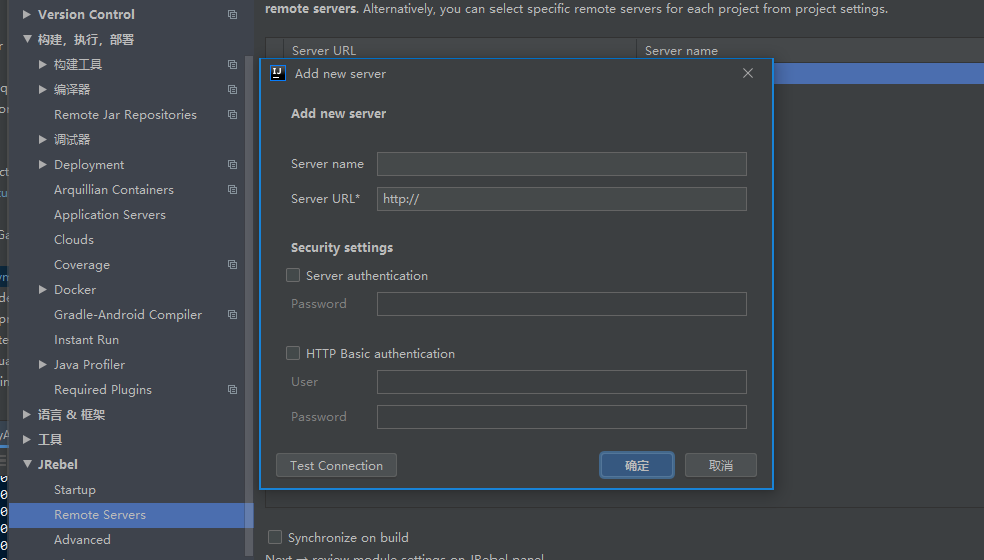 remote servers. Alternatively, you can select specific remote servers for each project from project settings.
Server URL
Server name
Version Control
构建，执行，部署
构建工具
编译器
Remote Jar Repositories
调试器
Deployment
Arquillian Containers
Application Servers
Clouds
Coverage
Docker
Gradle-Android Compiler
Instant Run
Java Profiler
Required Plugins
语言 & 框架
工具
JRebel
Startup
Remote Servers
Advanced
IJ
Add new server
Add new server
Server name
Server URL*
http://
Security settings
Server authentication
Password
HTTP Basic authentication
User
Password
Test Connection
确定
取消
Synchronize on build
Next → review module settings on JRebel panel